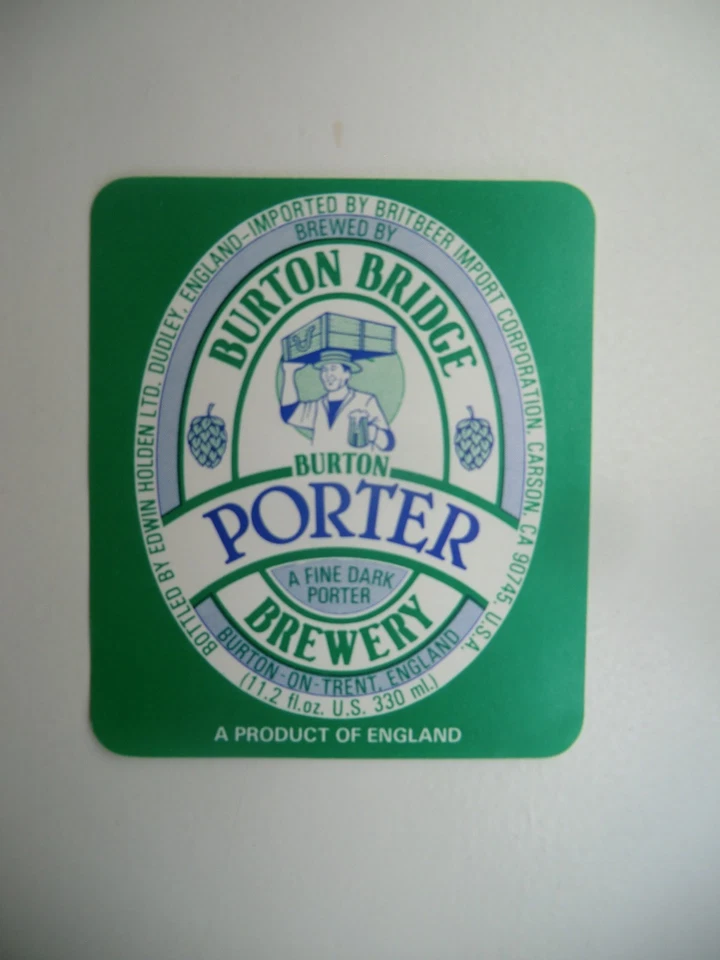 BOTTLED BY EDWIN HOLDEN LTD. DUDLEY, ENGLAND-IMPORTED BY BRITBEER IMPORT CORPORATION, CARSON, CA 90745, U.S.A.
BREWED BY
BURTON BRIDGE
BURTON
PORTER
A FINE DARK
PORTER
BREWERY
BURTON-ON-TRENT, ENGLAND
(11.2 fl.oz. U.S. 330 ml.)
A PRODUCT OF ENGLAND